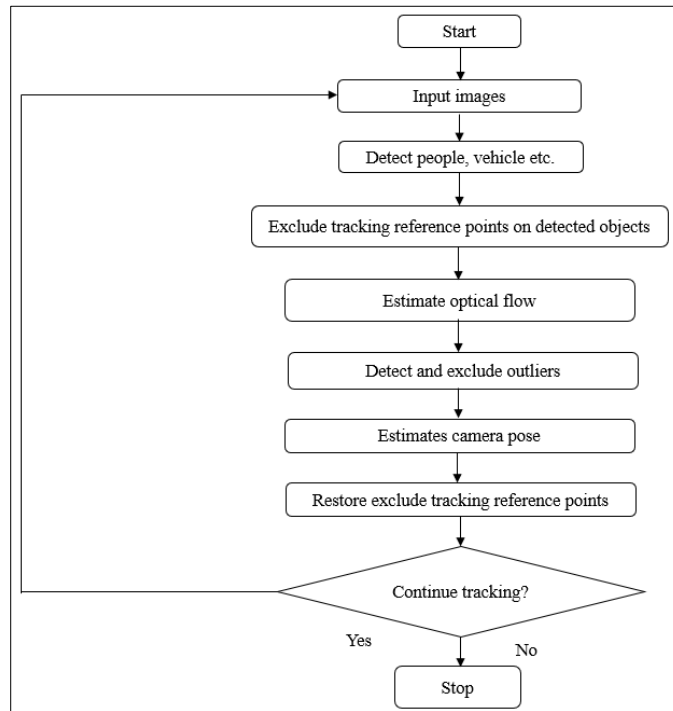 Start
Input images
Detect people, vehicle etc.
Exclude tracking reference points on detected objects
Estimate optical flow
Detect and exclude outliers
Estimates camera pose
Restore exclude tracking reference points
Continue tracking?
Yes
No
Stop